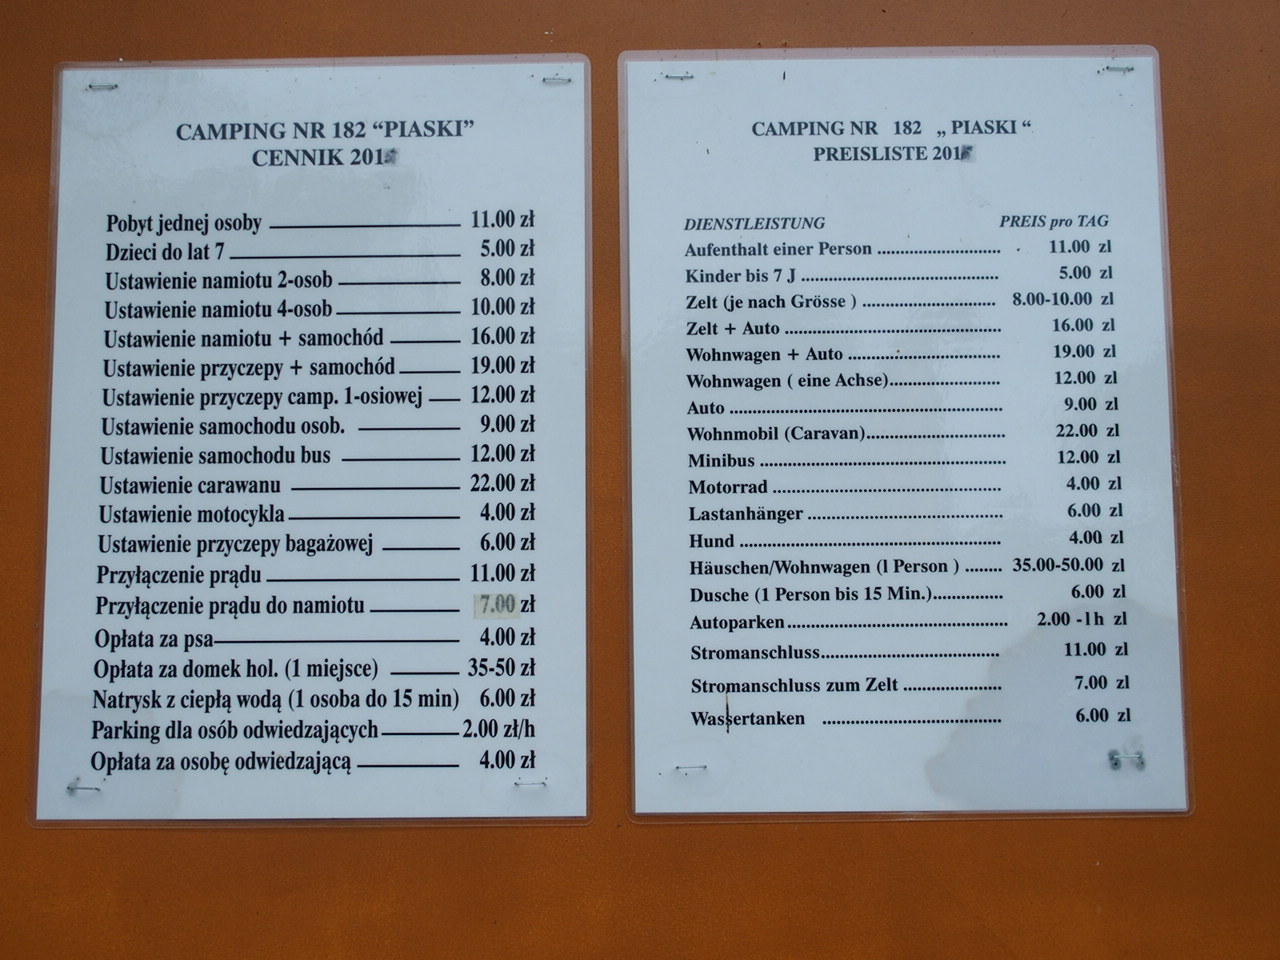 CAMPING NR 182 “PIASKI”
CENNIK
Pobyt jednej osoby 11.00 zł
Dzieci do lat 7 5.00 zł
Ustawienie namiotu 2-osob 8.00 zł
Ustawienie namiotu 4-osob 10.00 zł
Ustawienie namiotu + samochód 16.00 zł
Ustawienie przyczepy + samochód 19.00 zł
Ustawienie przyczepy camp. 1-osiowej 12.00 zł
Ustawienie samochodu osob. 9.00 zł
Ustawienie samochodu bus 12.00 zł
Ustawienie carawanu 22.00 zł
Ustawienie motocykla 4.00 zł
Ustawienie przyczepy bagażowej 6.00 zł
Przyłączenie prądu 11.00 zł
Przyłączenie prądu do namiotu 7.00 zł
Opłata za psa 4.00 zł
Opłata za domek hol. (1 miejsce) 35-50 zł
Natrysk z ciepłą wodą (1 osoba do 15 min) 6.00 zł
Parking dla osób odwiedzających 2.00 zł/h
Opłata za osobę odwiedzającą 4.00 zł
CAMPING NR 182 „ PIASKI “
PREISLISTE
DIENSTLEISTUNG PREIS pro TAG
Aufenthalt einer Person 11.00 zl
Kinder bis 7 J 5.00 zl
Zelt (je nach Grösse ) 8.00-10.00 zl
Zelt + Auto 16.00 zl
Wohnwagen + Auto 19.00 zl
Wohnwagen ( eine Achse) 12.00 zl
Auto 9.00 zl
Wohnmobil (Caravan) 22.00 zl
Minibus 12.00 zl
Motorrad 4.00 zl
Lastanhänger 6.00 zl
Hund 4.00 zl
Häuschen/Wohnwagen (1 Person ) 35.00-50.00 zl
Dusche (1 Person bis 15 Min.) 6.00 zl
Autoparken 2.00 -1h zl
Stromanschluss 11.00 zl
Stromanschluss zum Zelt 7.00 zl
Wassertanken 6.00 zl